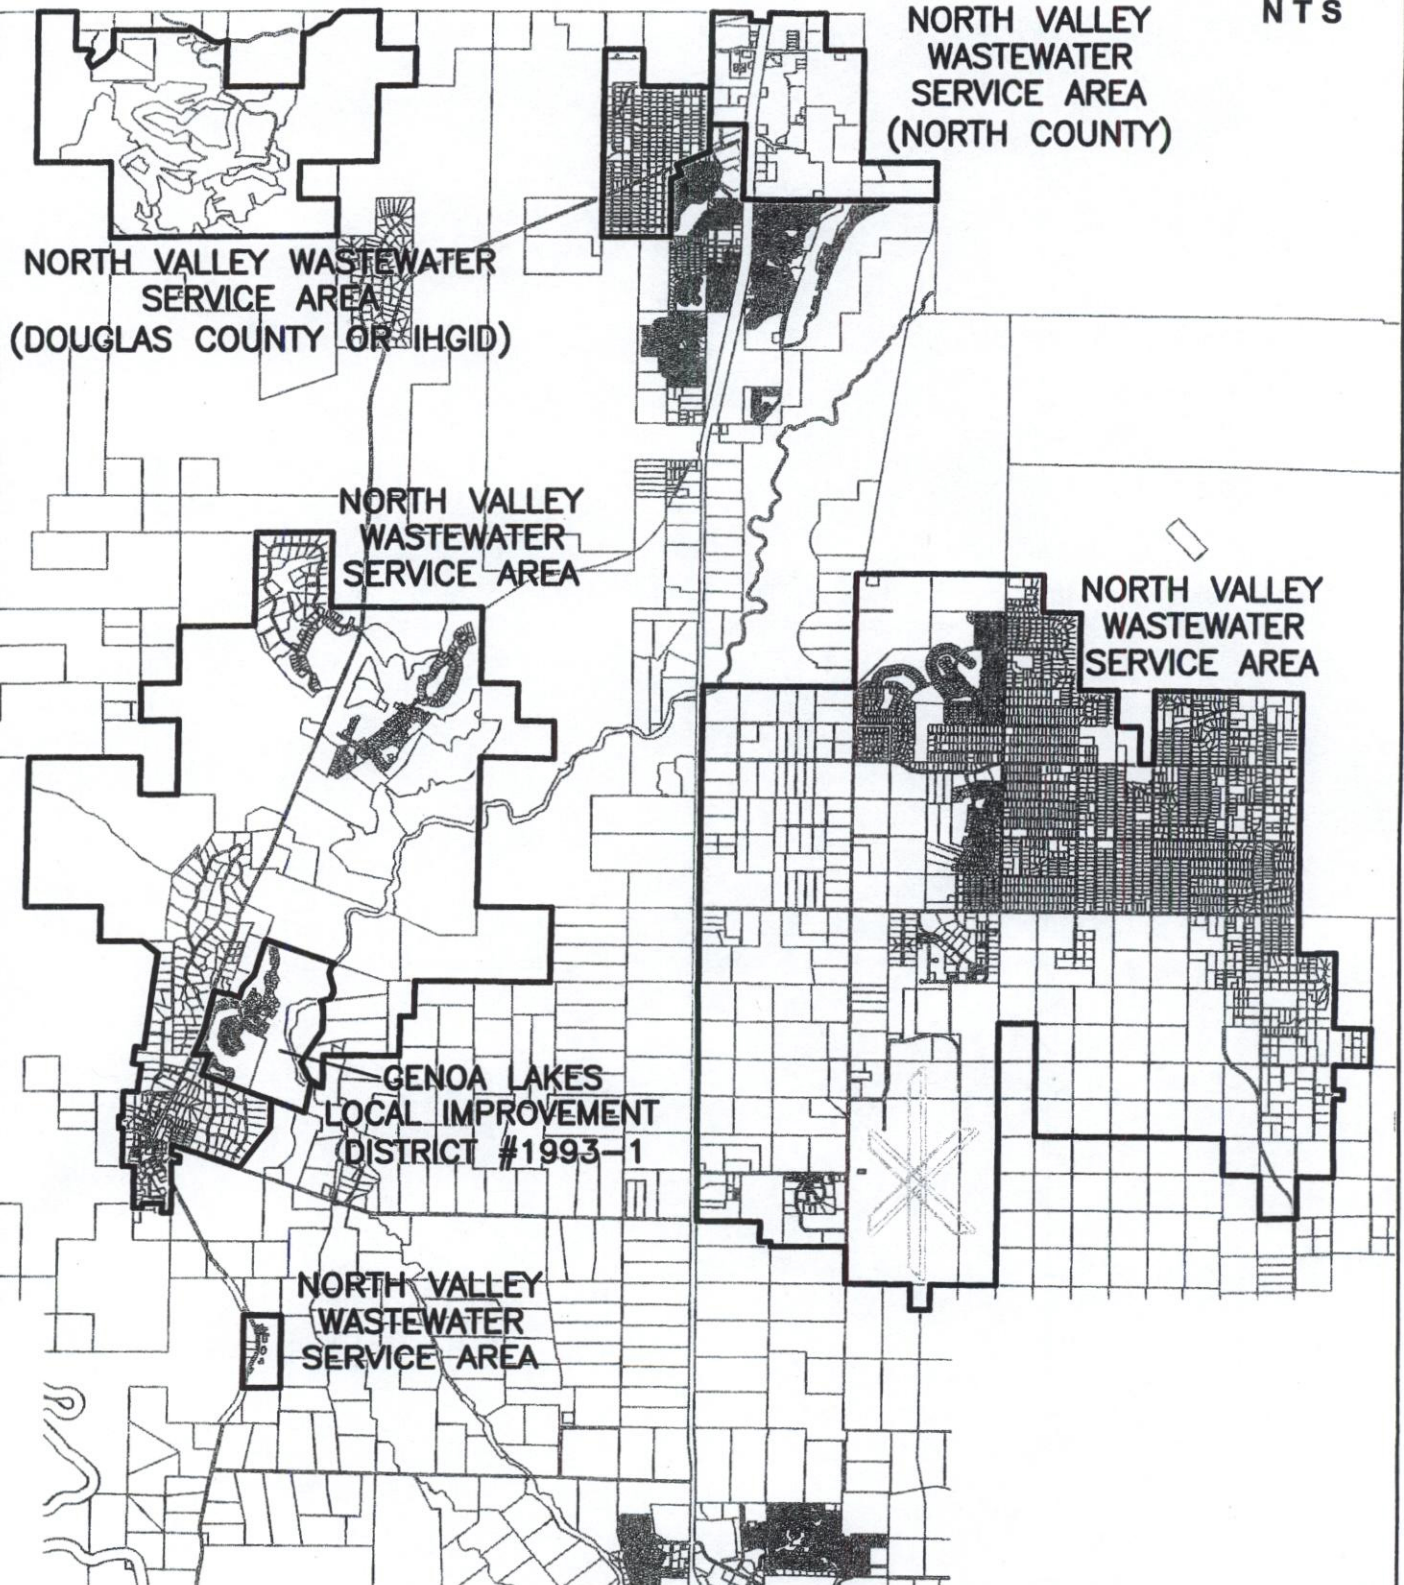 NORTH VALLEY
WASTEWATER
SERVICE AREA
(NORTH COUNTY)
N T S
NORTH VALLEY WASTEWATER
SERVICE AREA
(DOUGLAS COUNTY OR IHGID)
NORTH VALLEY
WASTEWATER
SERVICE AREA
NORTH VALLEY
WASTEWATER
SERVICE AREA
GENOA LAKES
LOCAL IMPROVEMENT
DISTRICT #1993-1
NORTH VALLEY
WASTEWATER
SERVICE AREA